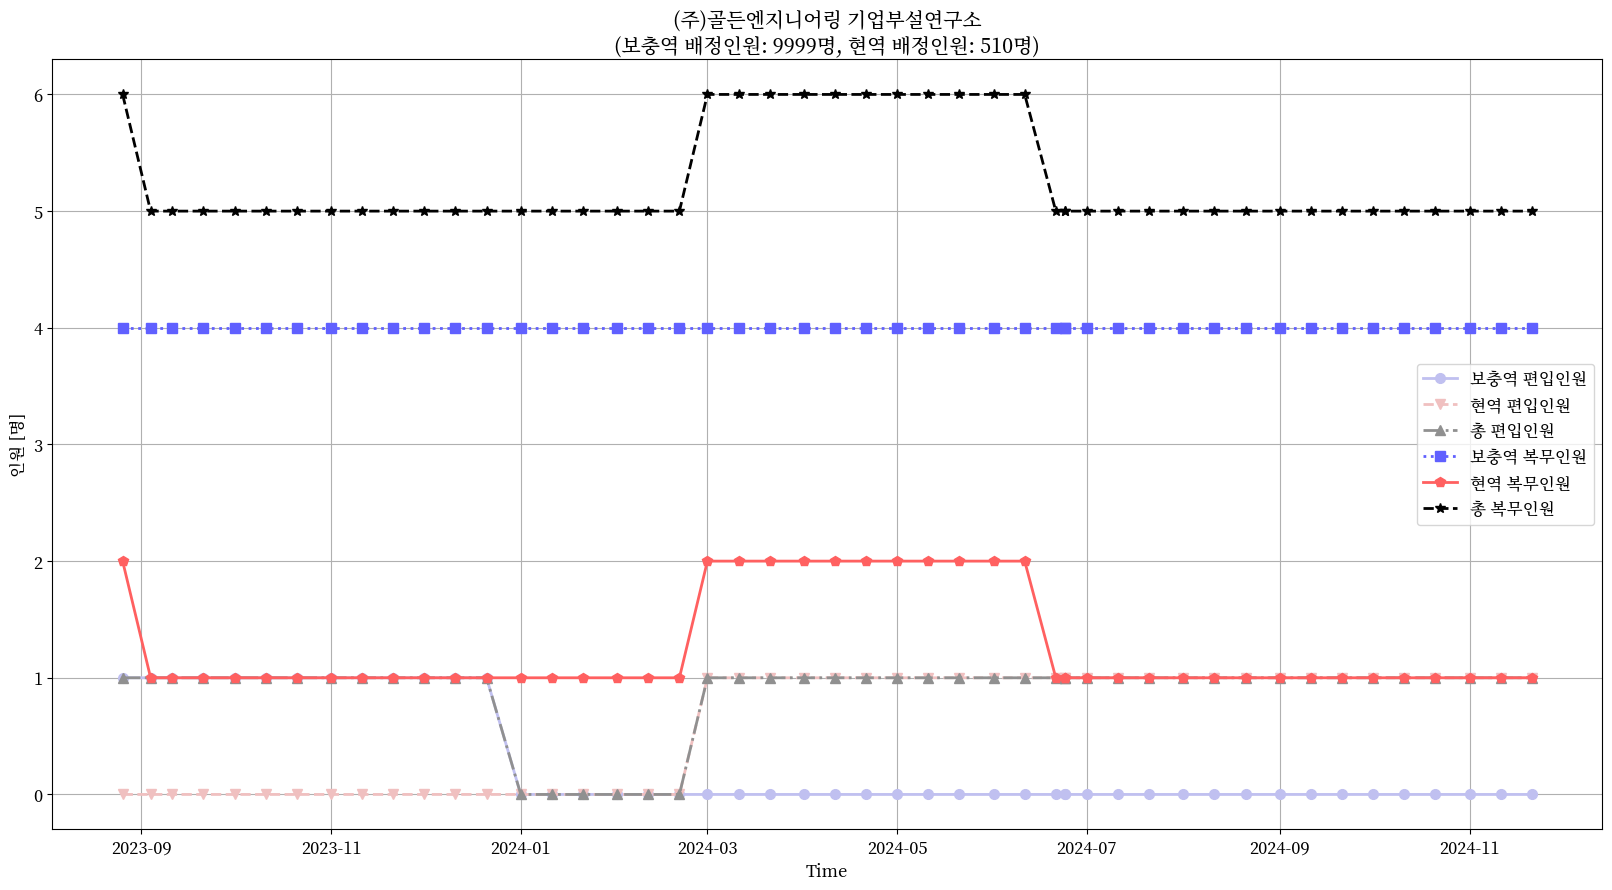 (주)골든엔지니어링 기업부설연구소
(보충역 배정인원: 9999명, 현역 배정인원: 510명)
인원 [명]
6
5
4
3
2
1
0
보충역 편입인원
현역 편입인원
총 편입인원
보충역 복무인원
현역 복무인원
총 복무인원
2023-09
2023-11
2024-01
2024-03
2024-05
2024-07
2024-09
2024-11
Time